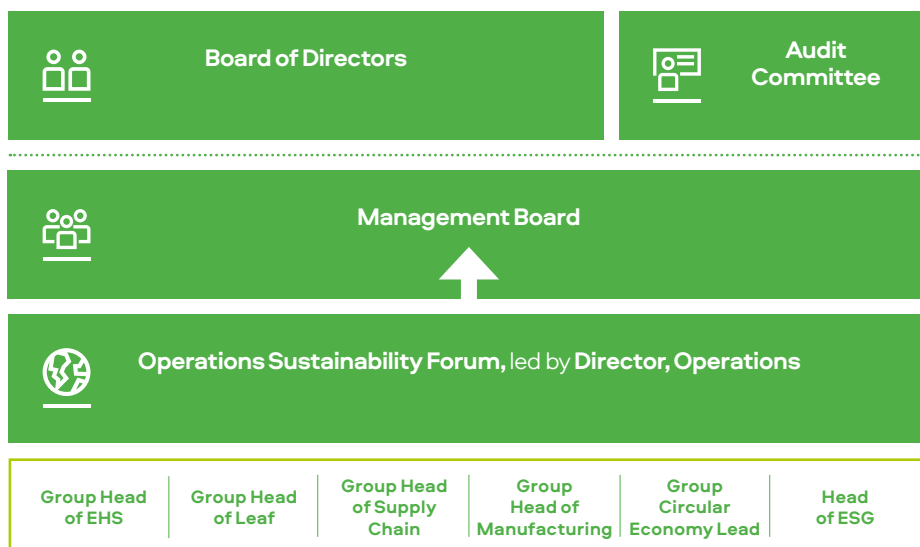 Board of Directors
Audit
Committee
Management Board
Operations Sustainability Forum, led by Director, Operations
Group Head
of EHS
Group Head
of Leaf
Group Head
of Supply
Chain
Group
Head of
Manufacturing
Group
Circular
Economy Lead
Head
of ESG